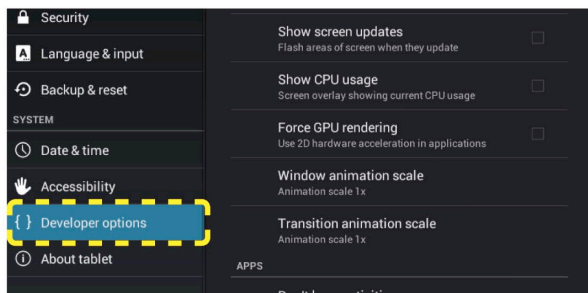 Security
Language & input
Backup & reset
SYSTEM
Date & time
Accessibility
{ } Developer options
About tablet
Show screen updates
Flash areas of screen when they update
Show CPU usage
Screen overlay showing current CPU usage
Force GPU rendering
Use 2D hardware acceleration in applications
Window animation scale
Animation scale 1x
Transition animation scale
Animation scale 1x
APPS